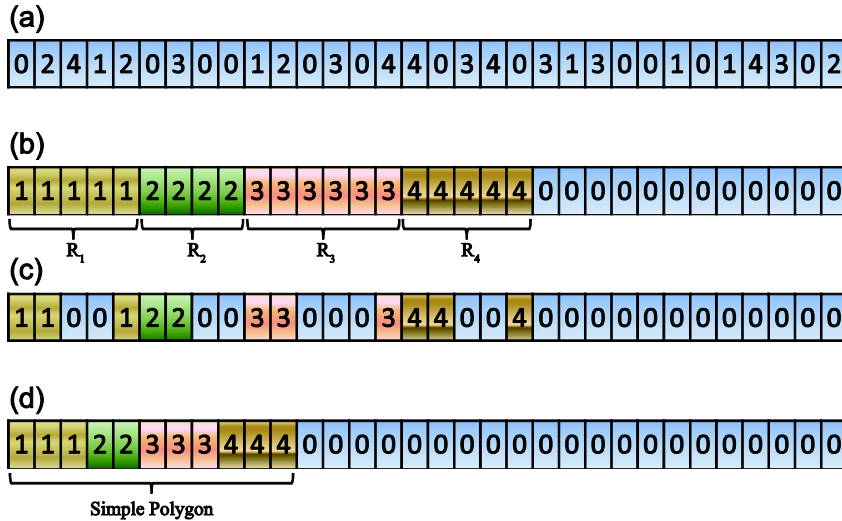 (a)
0 2 4 1 2 0 3 0 0 1 2 0 3 0 4 4 0 3 4 0 3 1 3 0 0 1 0 1 4 3 0 2
(b)
1 1 1 1 1 2 2 2 2 3 3 3 3 3 3 4 4 4 4 4 0 0 0 0 0 0 0 0 0 0 0 0
R1 R2 R3 R4
(c)
1 1 0 0 1 2 2 0 0 3 3 0 0 0 3 4 4 0 0 4 0 0 0 0 0 0 0 0 0 0 0 0
(d)
1 1 1 2 2 3 3 3 4 4 4 0 0 0 0 0 0 0 0 0 0 0 0 0 0 0 0 0 0 0 0 0
Simple Polygon